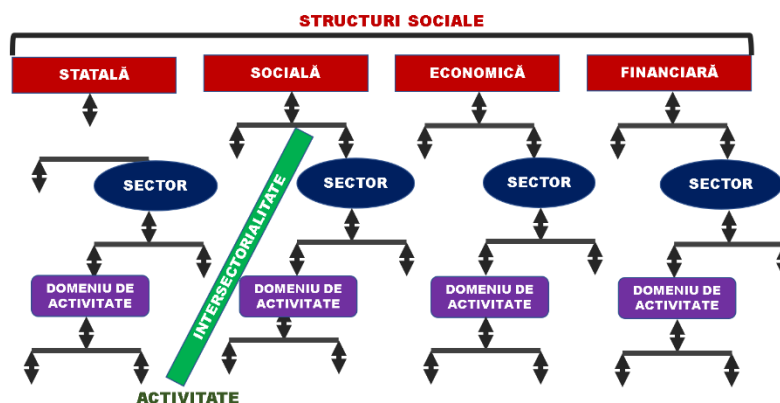 STRUCTURI SOCIALE
STATALĂ
SOCIALĂ
ECONOMICĂ
FINANCIARĂ
SECTOR
SECTOR
SECTOR
SECTOR
INTERSECTORIALITATE
DOMENIU DE
ACTIVITATE
DOMENIU DE
ACTIVITATE
DOMENIU DE
ACTIVITATE
DOMENIU DE
ACTIVITATE
ACTIVITATE